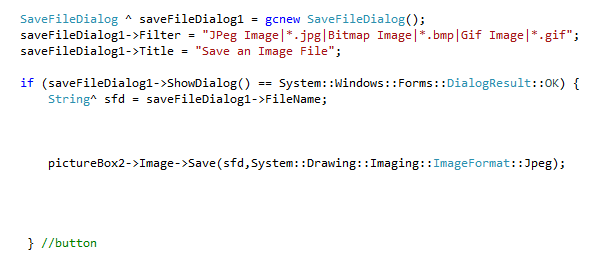 SaveFileDialog ^ saveFileDialog1 = gcnew SaveFileDialog();
saveFileDialog1->Filter = "JPeg Image|*.jpg|Bitmap Image|*.bmp|Gif Image|*.gif";
saveFileDialog1->Title = "Save an Image File";
if (saveFileDialog1->ShowDialog() == System::Windows::Forms::DialogResult::OK) {
String^ sfd = saveFileDialog1->FileName;
pictureBox2->Image->Save(sfd,System::Drawing::Imaging::ImageFormat::Jpeg);
} //button